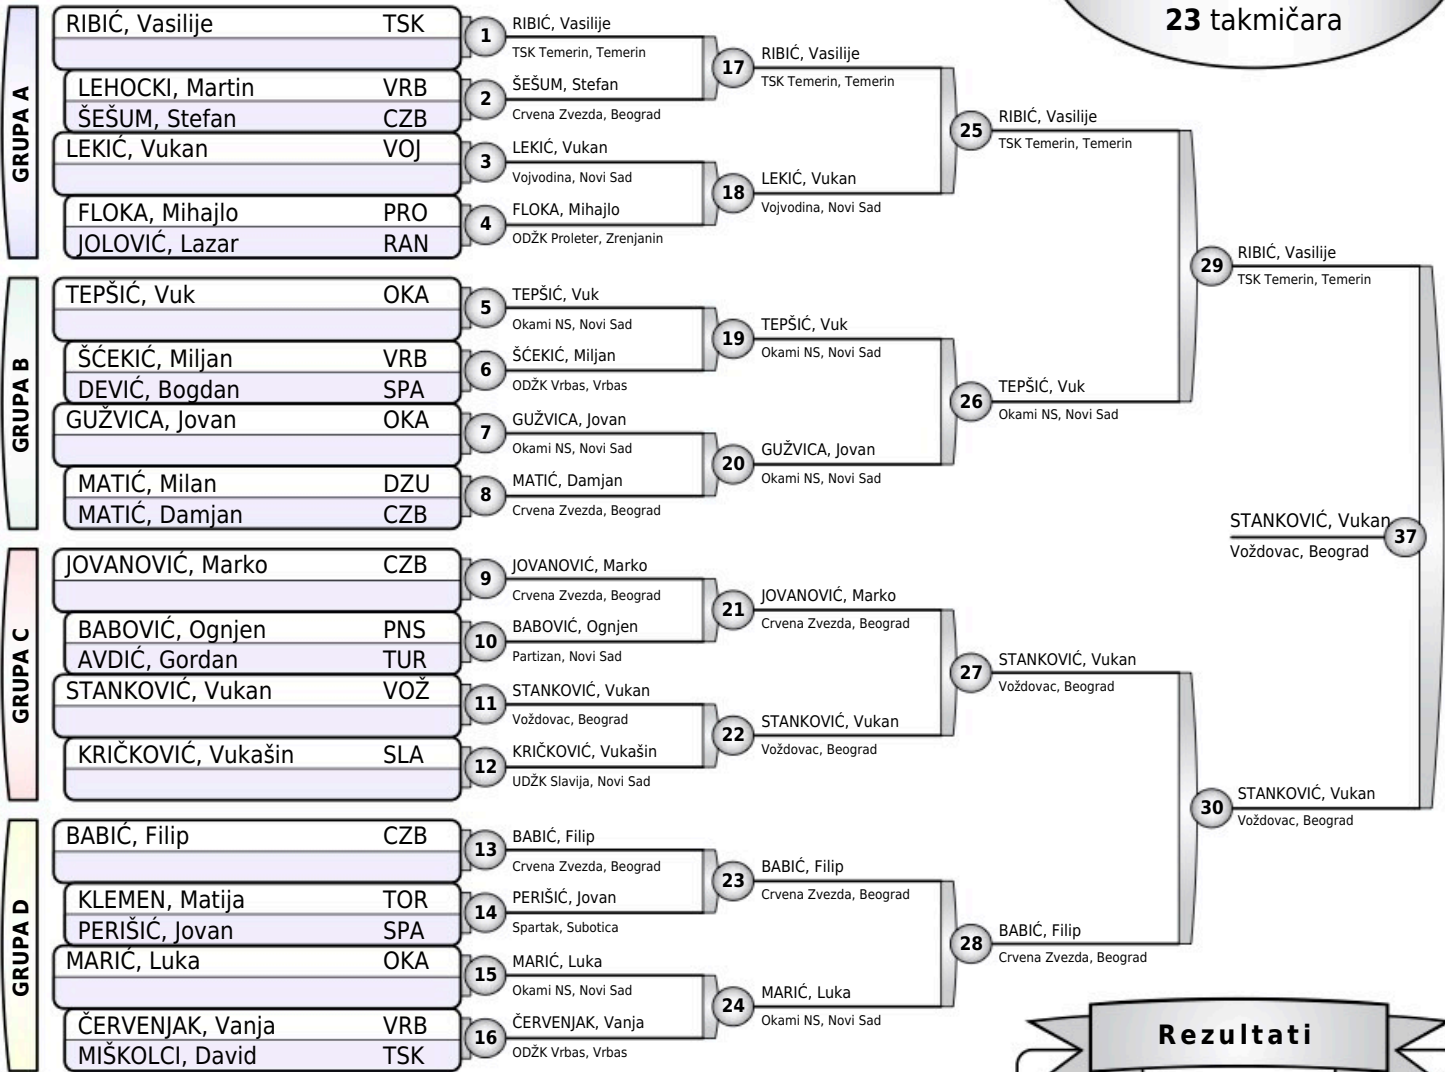 23 takmičara
GRUPA A
RIBIĆ, Vasilije TSK
LEHOCKI, Martin VRB
ŠEŠUM, Stefan CZB
LEKIĆ, Vukan VOJ
FLOKA, Mihajlo PRO
JOLOVIĆ, Lazar RAN
GRUPA B
TEPŠIĆ, Vuk OKA
ŠĆEKIĆ, Miljan VRB
DEVIĆ, Bogdan SPA
GUŽVICA, Jovan OKA
MATIĆ, Milan DZU
MATIĆ, Damjan CZB
GRUPA C
JOVANOVIĆ, Marko CZB
BABOVIĆ, Ognjen PNS
AVDIĆ, Gordan TUR
STANKOVIĆ, Vukan VOŽ
KRIČKOVIĆ, Vukašin SLA
GRUPA D
BABIĆ, Filip CZB
KLEMEN, Matija TOR
PERIŠIĆ, Jovan SPA
MARIĆ, Luka OKA
ČERVENJAK, Vanja VRB
MIŠKOLCI, David TSK
1 RIBIĆ, Vasilije
TSK Temerin, Temerin
2 ŠEŠUM, Stefan
Crvena Zvezda, Beograd
3 LEKIĆ, Vukan
Vojvodina, Novi Sad
4 FLOKA, Mihajlo
ODŽK Proleter, Zrenjanin
5 TEPŠIĆ, Vuk
Okami NS, Novi Sad
6 ŠĆEKIĆ, Miljan
ODŽK Vrbas, Vrbas
7 GUŽVICA, Jovan
Okami NS, Novi Sad
8 MATIĆ, Damjan
Crvena Zvezda, Beograd
9 JOVANOVIĆ, Marko
Crvena Zvezda, Beograd
10 BABOVIĆ, Ognjen
Partizan, Novi Sad
11 STANKOVIĆ, Vukan
Voždovac, Beograd
12 KRIČKOVIĆ, Vukašin
UDŽK Slavija, Novi Sad
13 BABIĆ, Filip
Crvena Zvezda, Beograd
14 PERIŠIĆ, Jovan
Spartak, Subotica
15 MARIĆ, Luka
Okami NS, Novi Sad
16 ČERVENJAK, Vanja
ODŽK Vrbas, Vrbas
17 RIBIĆ, Vasilije
TSK Temerin, Temerin
18 LEKIĆ, Vukan
Vojvodina, Novi Sad
19 TEPŠIĆ, Vuk
Okami NS, Novi Sad
20 GUŽVICA, Jovan
Okami NS, Novi Sad
21 JOVANOVIĆ, Marko
Crvena Zvezda, Beograd
22 STANKOVIĆ, Vukan
Voždovac, Beograd
23 BABIĆ, Filip
Crvena Zvezda, Beograd
24 MARIĆ, Luka
Okami NS, Novi Sad
25 RIBIĆ, Vasilije
TSK Temerin, Temerin
26 TEPŠIĆ, Vuk
Okami NS, Novi Sad
27 STANKOVIĆ, Vukan
Voždovac, Beograd
28 BABIĆ, Filip
Crvena Zvezda, Beograd
29 RIBIĆ, Vasilije
TSK Temerin, Temerin
30 STANKOVIĆ, Vukan
Voždovac, Beograd
STANKOVIĆ, Vukan 37
Voždovac, Beograd
Rezultati